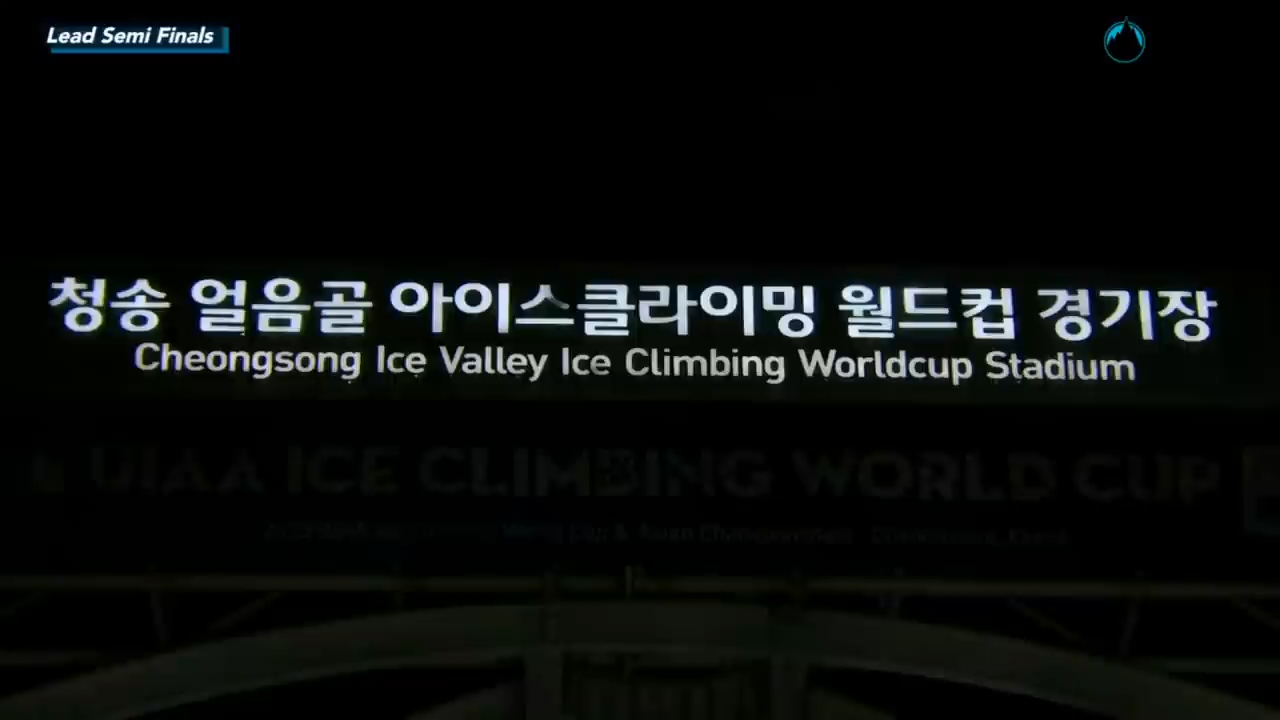 Lead Semi Finals
청송 얼음골 아이스클라이밍 월드컵 경기장
Cheongsong Ice Valley Ice Climbing Worldcup Stadium
UIAA ICE CLIMBING WORLD CUP